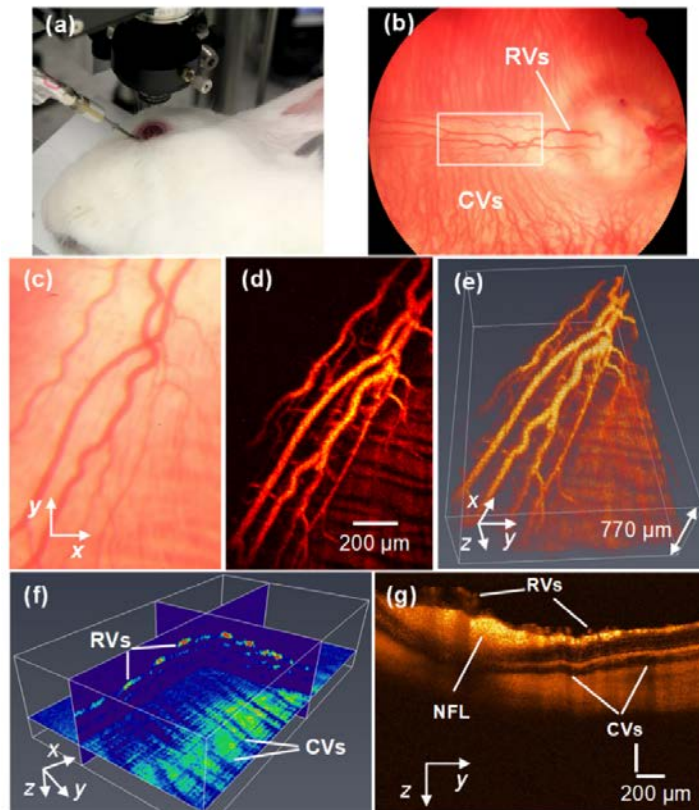 (a)
(b)
RVs
CVs
(c)
y
x
(d)
200 µm
(e)
x
y
z
770 µm
(f)
RVs
CVs
x
z
y
(g)
RVs
NFL
CVs
z
y
200 µm